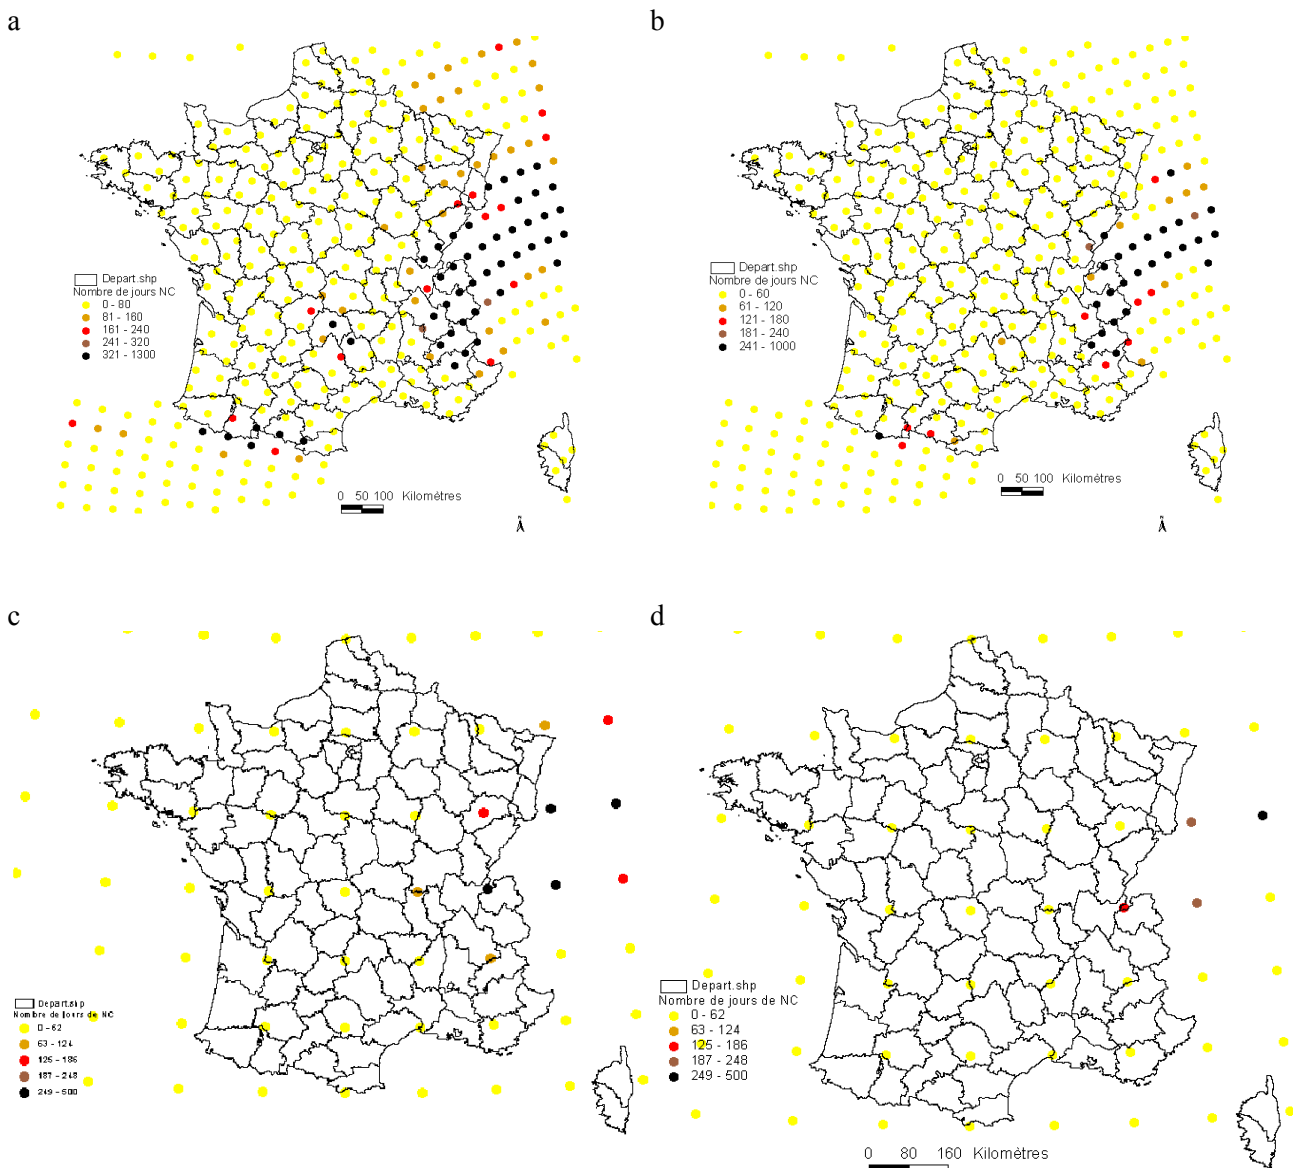 a
Depart.shp
Nombre de jours NC
0 - 80
81 - 160
161 - 240
241 - 320
321 - 1300
0 50 100 Kilométres
N
b
Depart.shp
Nombre de jours NC
0 - 60
61 - 120
121 - 180
181 - 240
241 - 1000
0 50 100 Kilométres
N
c
Depart.shp
Nombre de jours de NC
0 - 62
63 - 124
125 - 186
187 - 248
249 - 500
d
Depart.shp
Nombre de jours de NC
0 - 62
63 - 124
125 - 186
187 - 248
249 - 500
0 80 160 Kilométres